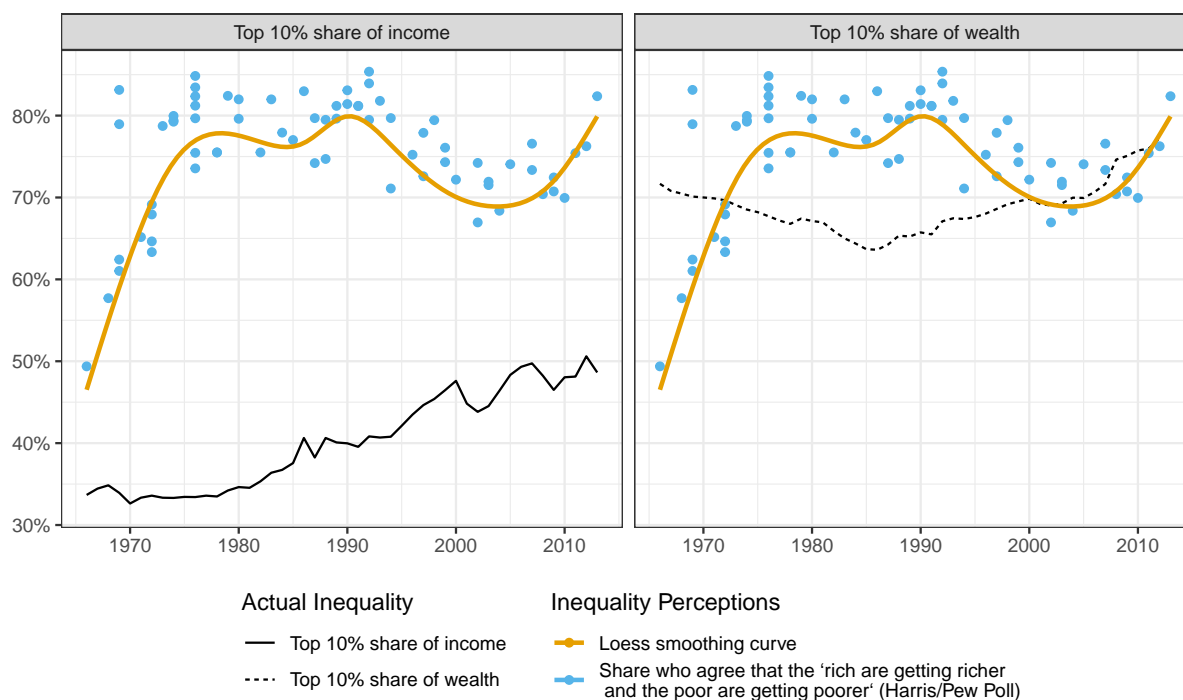 Top 10% share of income
Top 10% share of wealth
80%
70%
60%
50%
40%
30%
1970
1980
1990
2000
2010
1970
1980
1990
2000
2010
Actual Inequality
Top 10% share of income
Top 10% share of wealth
Inequality Perceptions
Loess smoothing curve
Share who agree that the ‘rich are getting richer
and the poor are getting poorer‘ (Harris/Pew Poll)